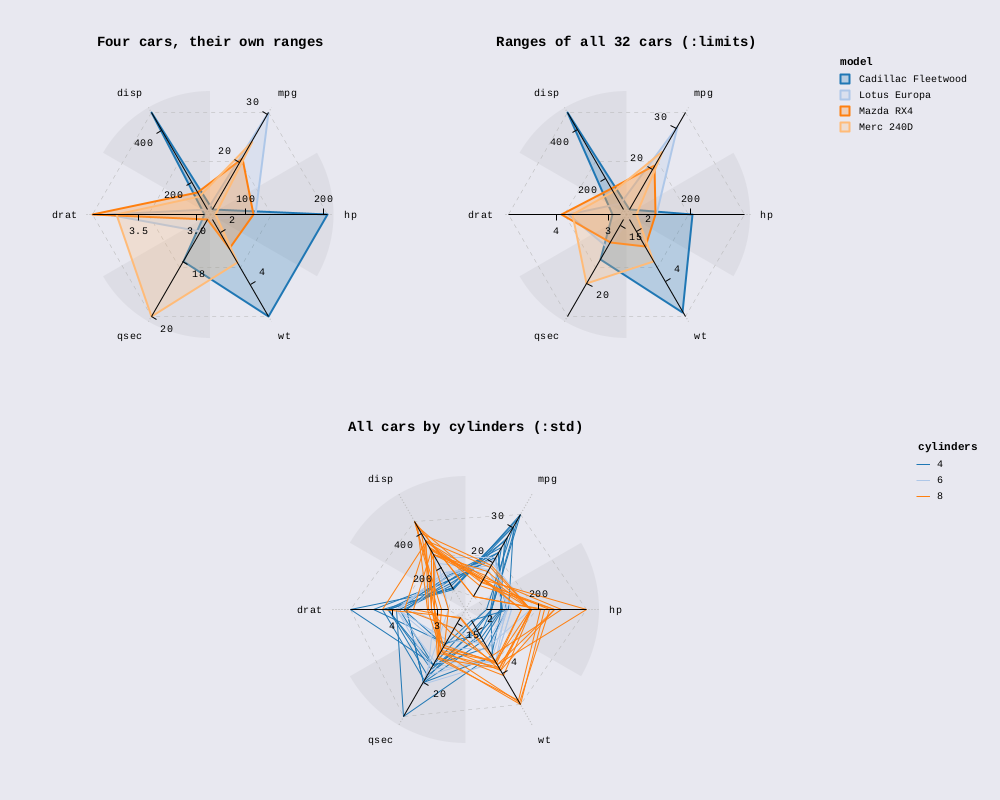 Four cars, their own ranges
disp
mpg
30
400
20
200
100
200
drat
hp
3.5
3.0
2
18
4
20
qsec
wt
Ranges of all 32 cars (:limits)
disp
mpg
30
400
20
200
200
drat
hp
4
3
2
15
4
20
qsec
wt
model
Cadillac Fleetwood
Lotus Europa
Mazda RX4
Merc 240D
All cars by cylinders (:std)
disp
mpg
30
400
20
200
200
drat
hp
4
3
2
15
4
20
qsec
wt
cylinders
4
6
8